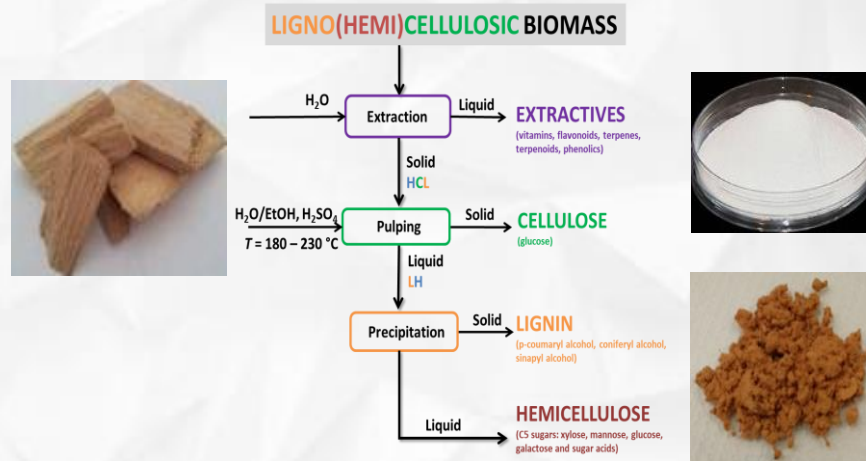 LIGNO(HEMI)CELLULOSIC BIOMASS
H₂O
Extraction
Liquid
EXTRACTIVES
(vitamins, flavonoids, terpenes,
terpenoids, phenolics)
Solid
HCL
H₂O/EtOH, H₂SO₄
T = 180 – 230 °C
Pulping
Solid
CELLULOSE
(glucose)
Liquid
LH
Precipitation
Solid
LIGNIN
(p-coumaryl alcohol, coniferyl alcohol,
sinapyl alcohol)
Liquid
HEMICELLULOSE
(C5 sugars: xylose, mannose, glucose,
galactose and sugar acids)